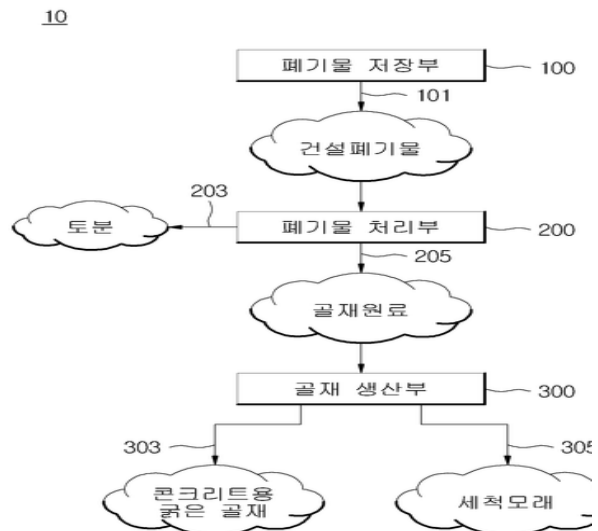 10
폐기물 저장부
100
101
건설폐기물
203
토분
폐기물 처리부
200
205
골재원료
골재 생산부
300
303
305
콘크리트용
굵은 골재
세척모래